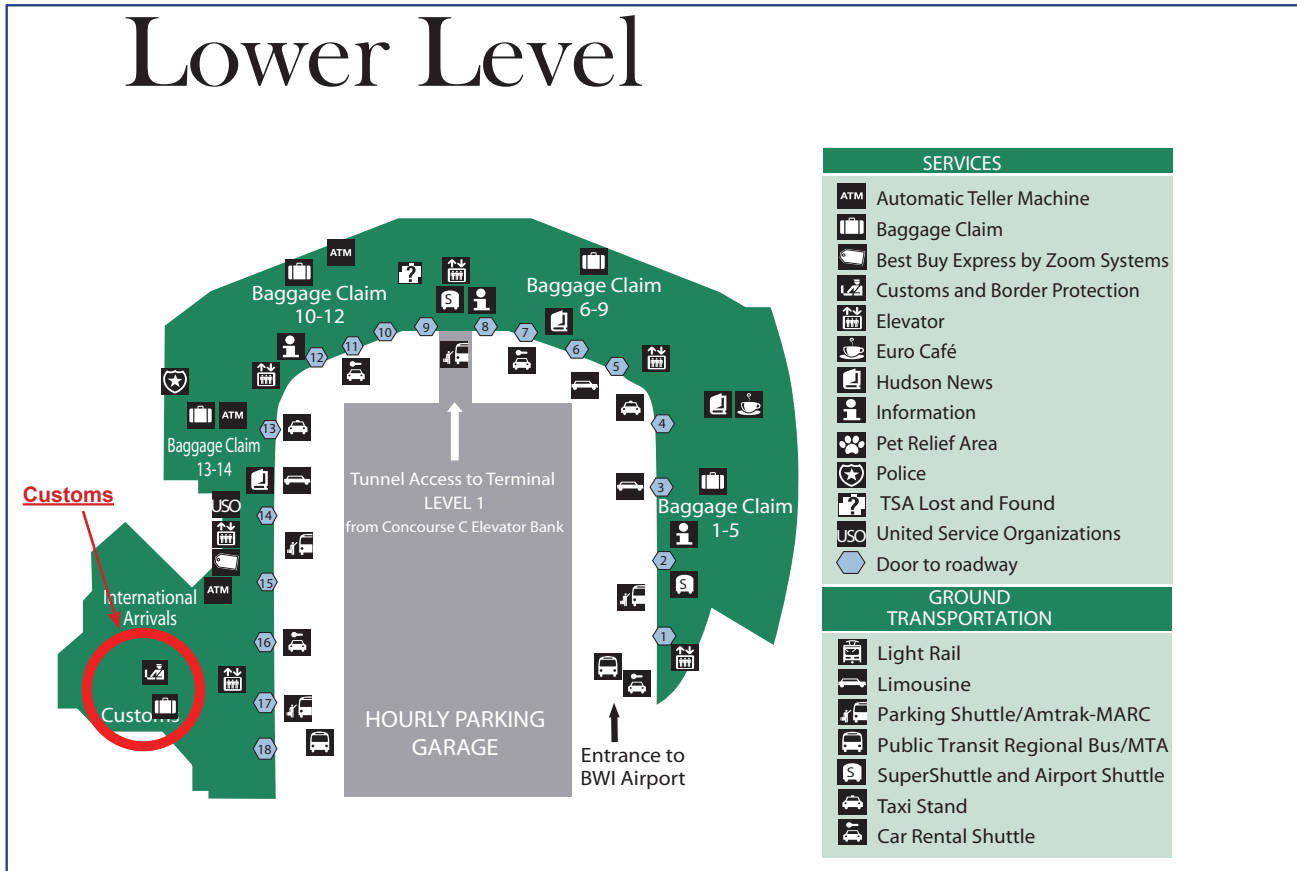 Lower Level
ATM
Baggage Claim
10-12
?
S
Baggage Claim
6-9
12
11
10
9
8
7
6
5
ATM
Baggage Claim
13-14
13
4
Tunnel Access to Terminal
LEVEL 1
from Concourse C Elevator Bank
3
Baggage Claim
1-5
Customs
USO
14
2
S
15
ATM
International
Arrivals
16
1
Customs
17
18
HOURLY PARKING
GARAGE
Entrance to
BWI Airport
SERVICES
ATM Automatic Teller Machine
Baggage Claim
Best Buy Express by Zoom Systems
Customs and Border Protection
Elevator
Euro Café
Hudson News
Information
Pet Relief Area
Police
? TSA Lost and Found
USO United Service Organizations
Door to roadway
GROUND
TRANSPORTATION
Light Rail
Limousine
Parking Shuttle/Amtrak-MARC
Public Transit Regional Bus/MTA
S SuperShuttle and Airport Shuttle
Taxi Stand
Car Rental Shuttle